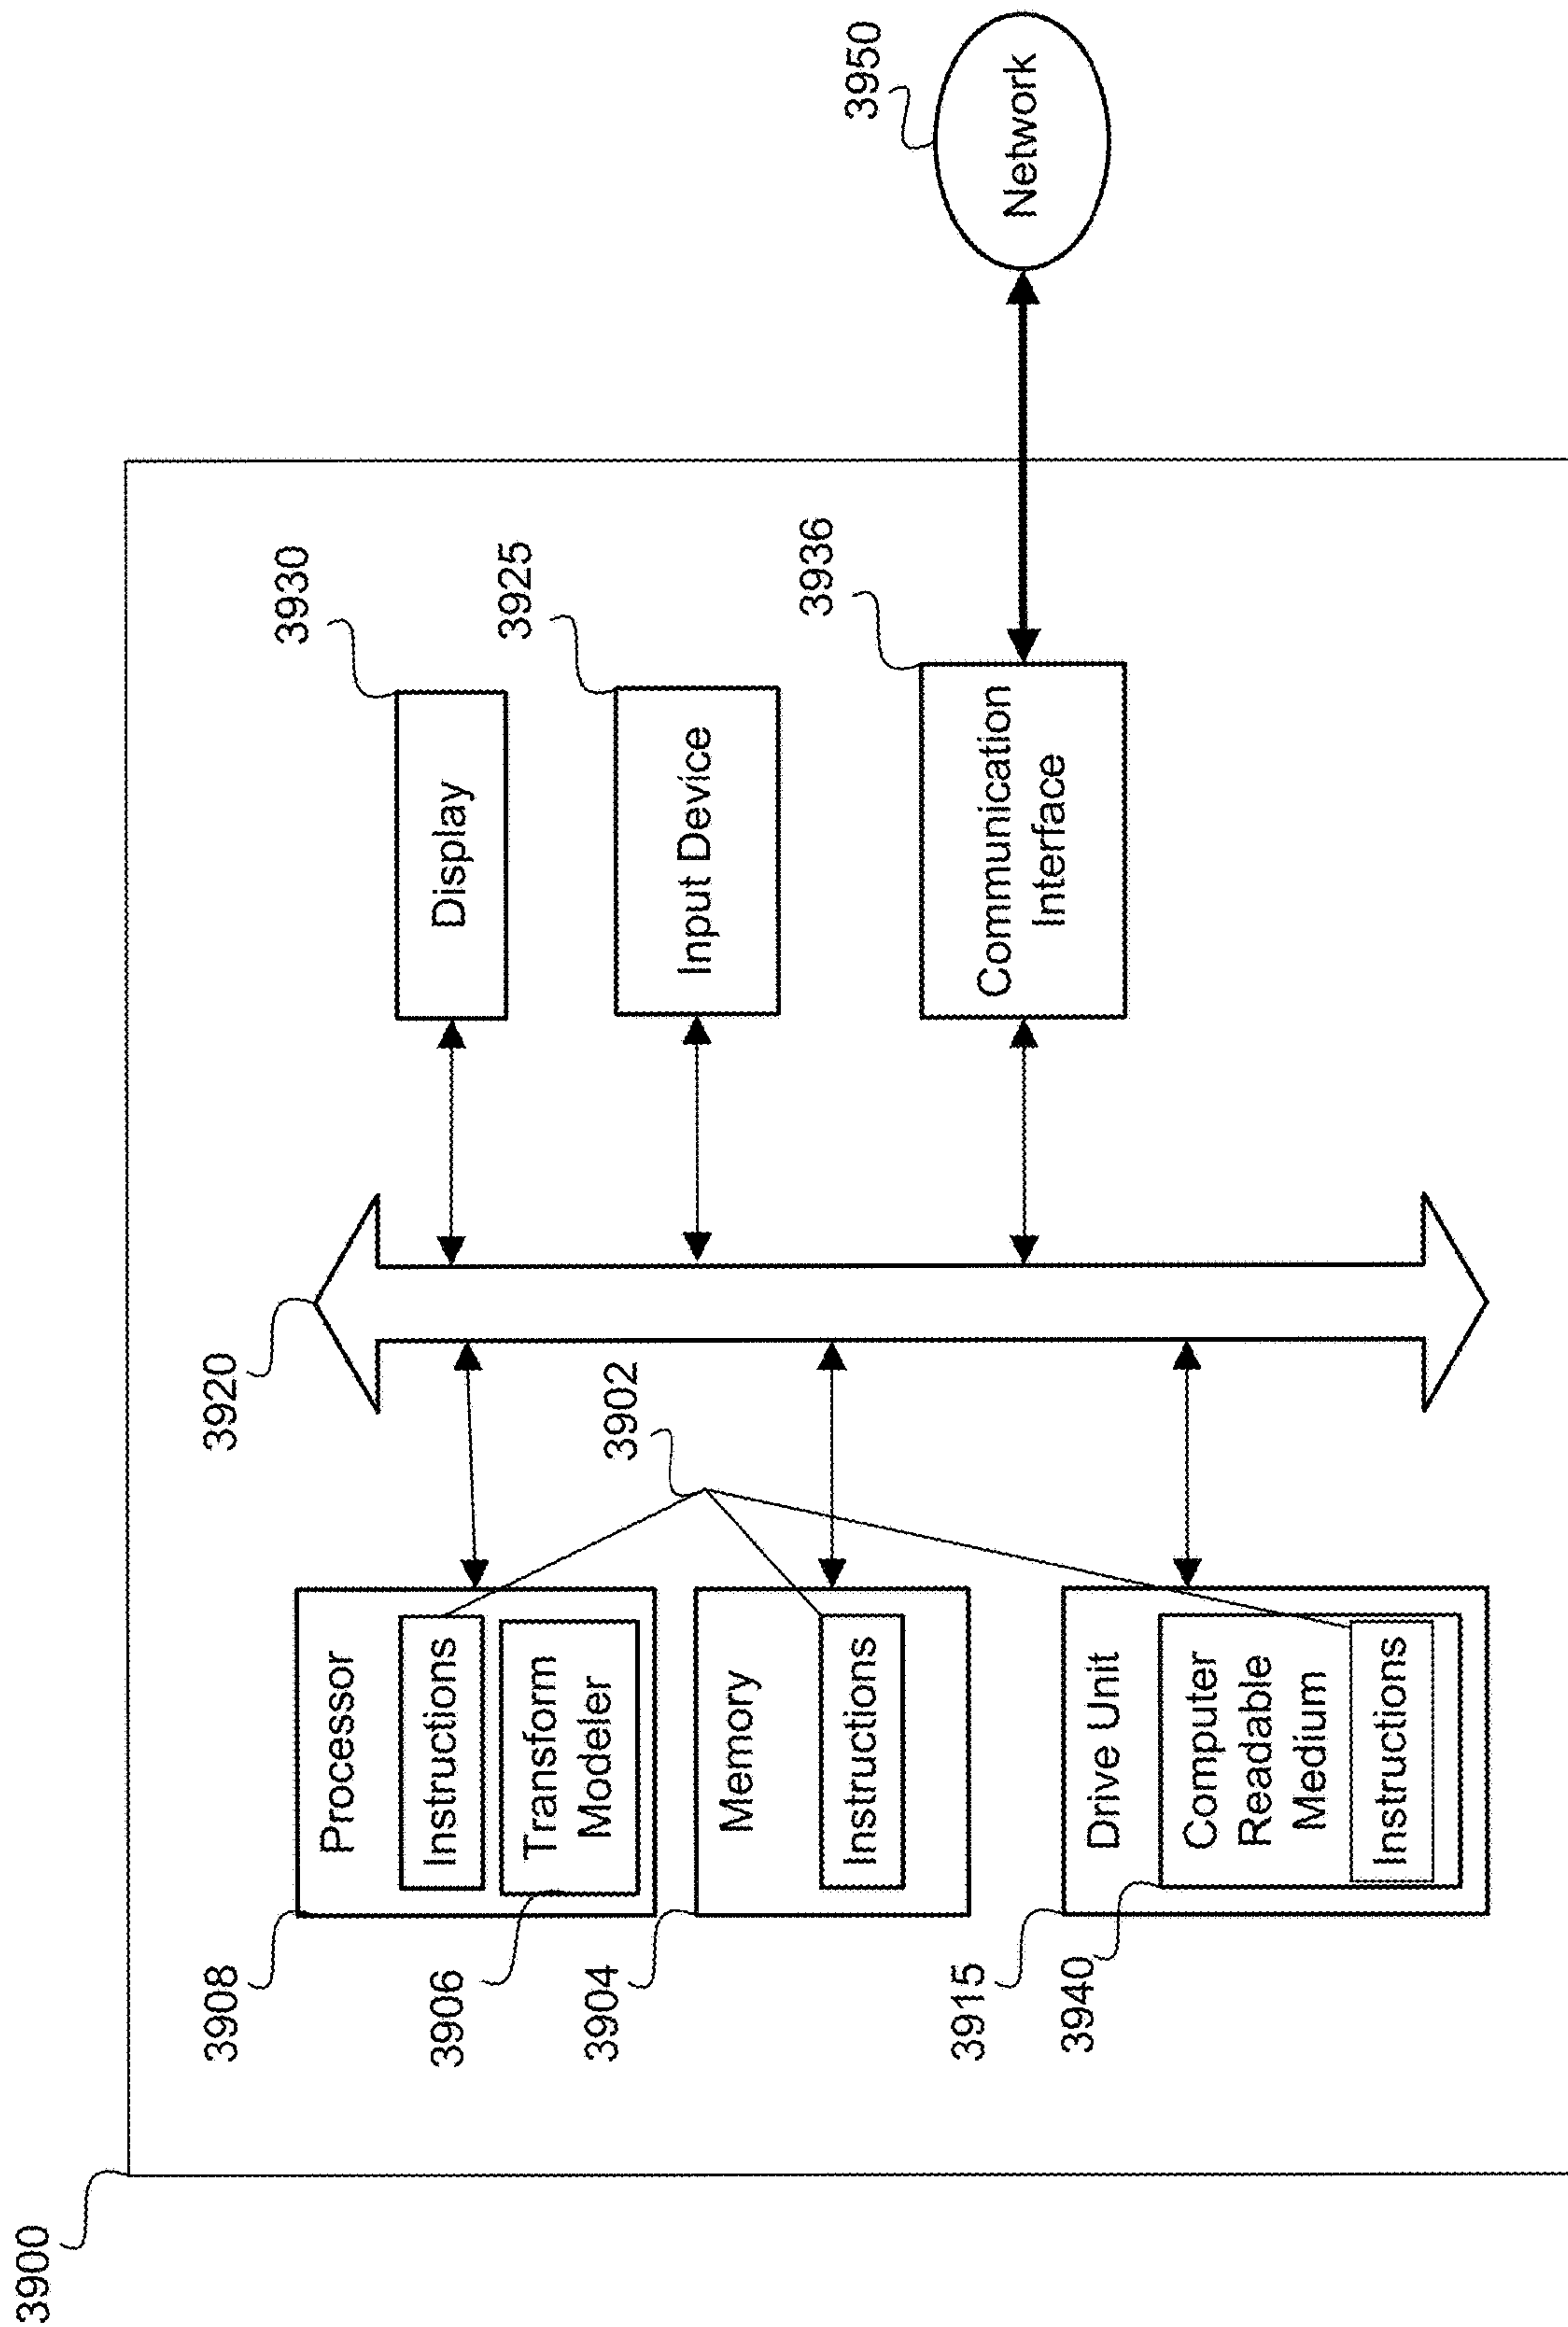 3900
3908
Processor
Instructions
Transform
Modeler
3906
3904
Memory
Instructions
3915
Drive Unit
3940
Computer
Readable
Medium
Instructions
3902
3920
3930
Display
3925
Input Device
3936
Communication
Interface
3950
Network